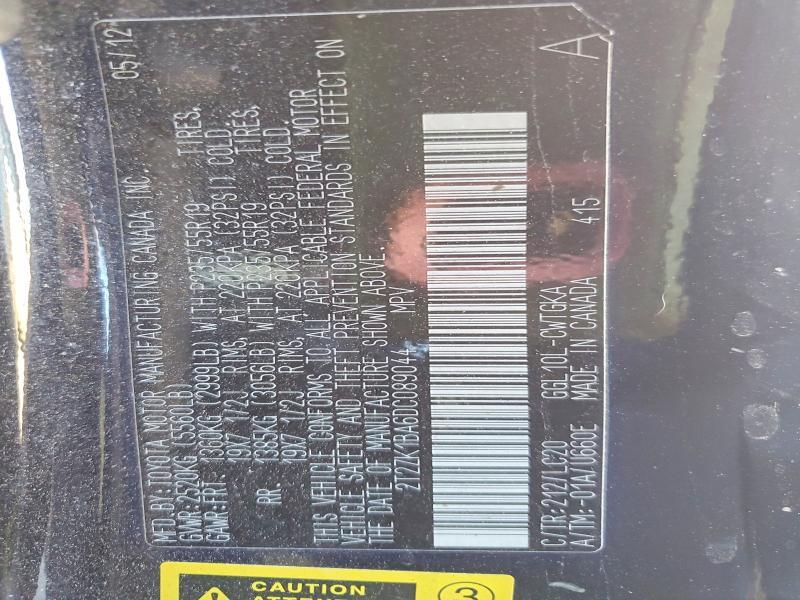 MFD.BY:TOYOTA MOTOR MANUFACTURING CANADA INC. 05/12
GVWR:2520KG(5560LB)
GAWR:FRT. 1360KG (2999LB) WITH P235/55R19 TIRES,
19X7 1/2J RIMS, AT 220KPA (32PSI) COLD
RR. 1385KG (3056LB) WITH P235/55R19 TIRES,
19X7 1/2J RIMS, AT 220KPA (32PSI) COLD
THIS VEHICLE CONFORMS TO ALL APPLICABLE FEDERAL MOTOR
VEHICLE SAFETY AND THEFT PREVENTION STANDARDS IN EFFECT ON
THE DATE OF MANUFACTURE SHOWN ABOVE.
2T2ZK1BA6DC089044 MPV
C/TR:212/LC20 GGL10L-CWTGKA
A/TM:-01A/U660E MADE IN CANADA 415 A
CAUTION
3